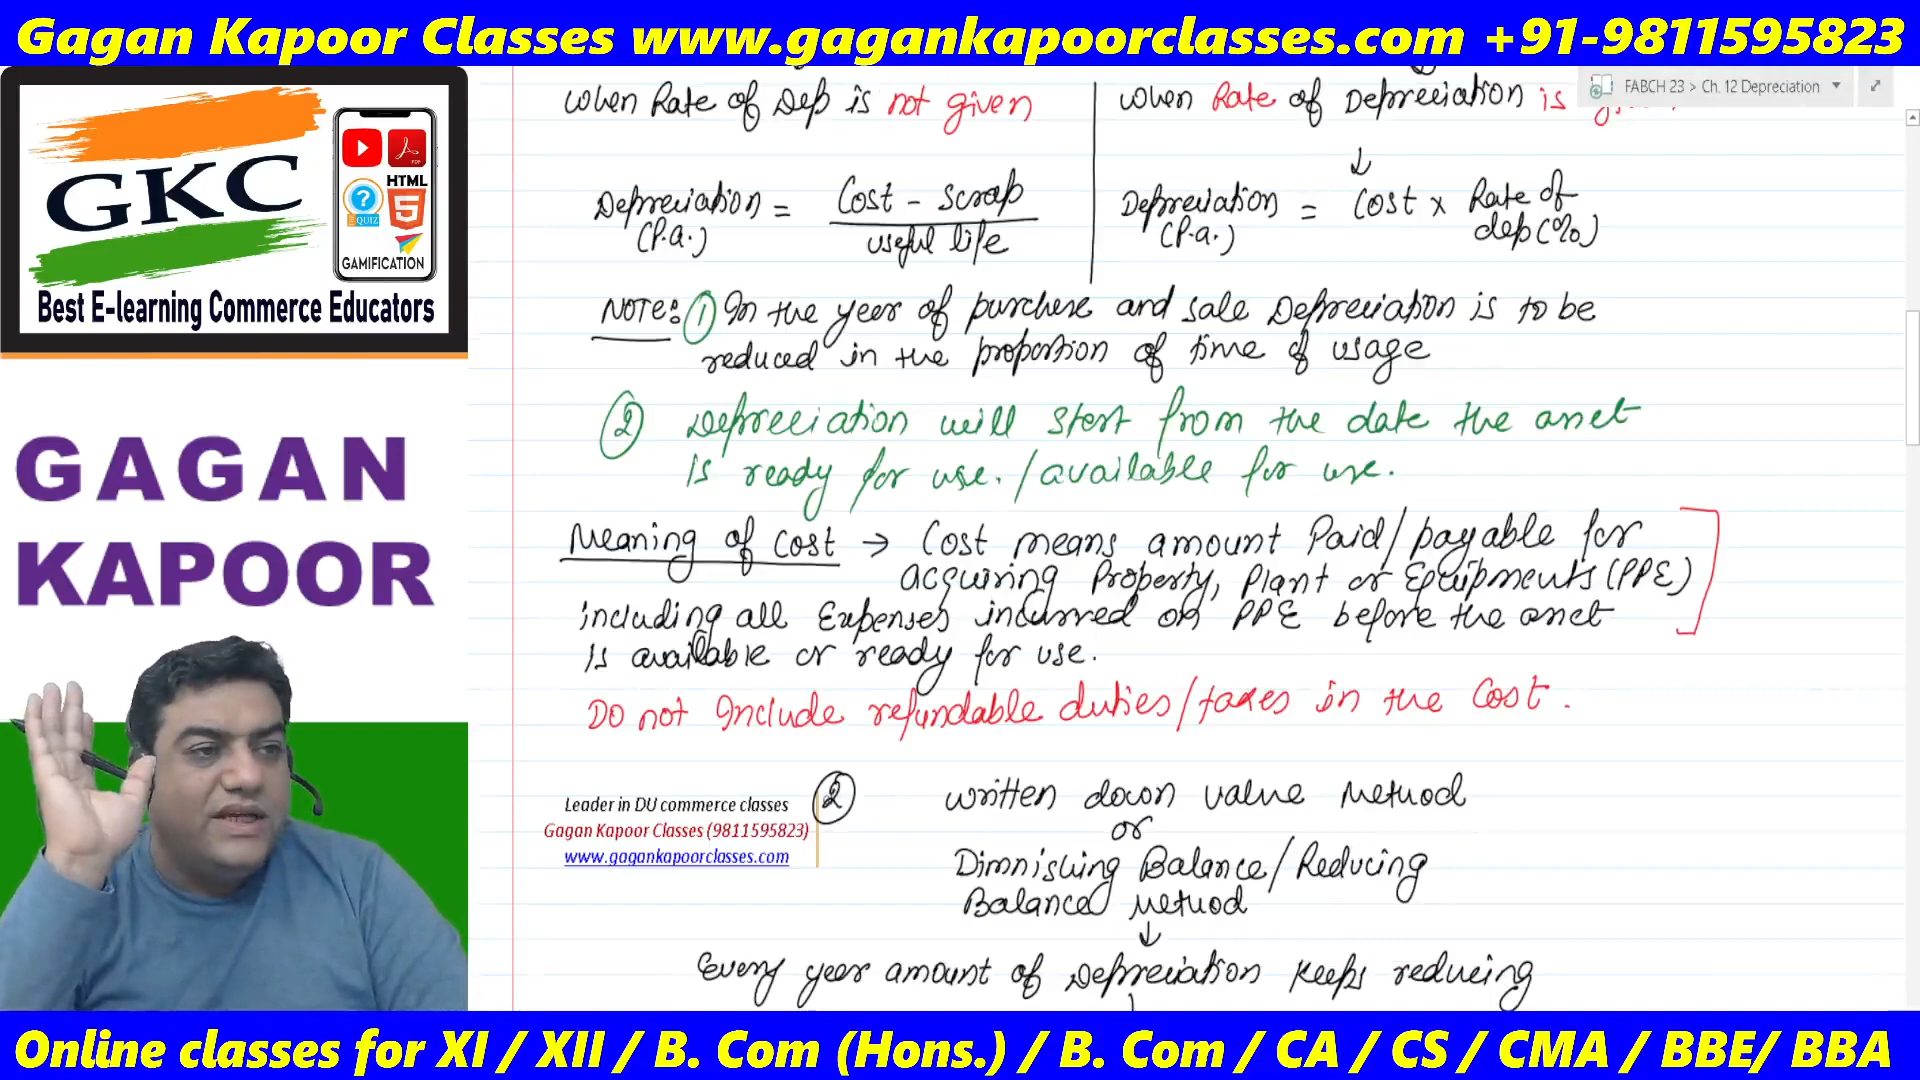 Gagan Kapoor Classes www.gagankapoorclasses.com +91-9811595823
GKC
PDF
?
QUIZ
HTML
5
GAMIFICATION
Best E-learning Commerce Educators
GAGAN
KAPOOR
FABCH 23 > Ch. 12 Depreciation
When Rate of Dep is not given
Depreciation = Cost - scrap
(P.a.) useful life
when Rate of Depreciation is
Depreciation = Cost x Rate of
(P.a.) dep (%)
NOTE: ① In the year of purchase and sale Depreciation is to be
reduced in the proportion of time of usage
② Depreciation will start from the date the asset
is ready for use. / available for use.
Meaning of Cost → Cost means amount Paid/payable for
acquiring Property, Plant or Equipments (PPE)
including all Expenses incurred on PPE before the asset
is available or ready for use.
Do not Include refundable duties/taxes in the Cost.
Leader in DU commerce classes
Gagan Kapoor Classes (9811595823)
www.gagankapoorclasses.com
② written down value Method
or
Diminishing Balance/Reducing
Balance Method
Every year amount of Depreciation keeps reducing
Online classes for XI / XII / B. Com (Hons.) / B. Com / CA / CS / CMA / BBE/ BBA